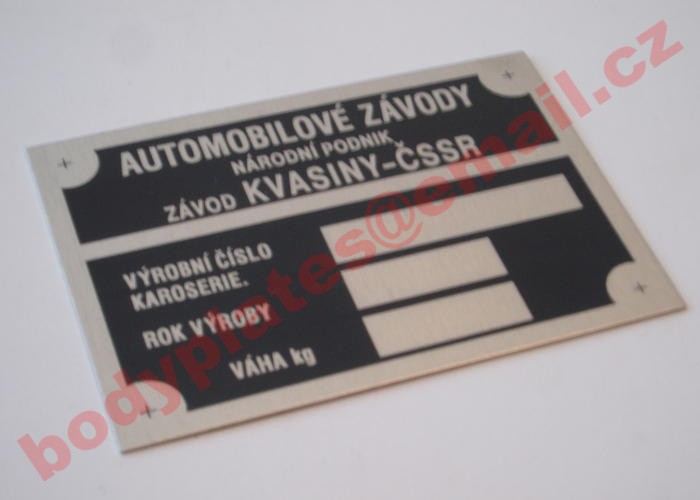 AUTOMOBILOVÉ ZÁVODY
NÁRODNÍ PODNIK
ZÁVOD KVASINY-ČSSR
VÝROBNÍ ČÍSLO
KAROSERIE.
ROK VÝROBY
VÁHA kg
bodyplates@email.cz